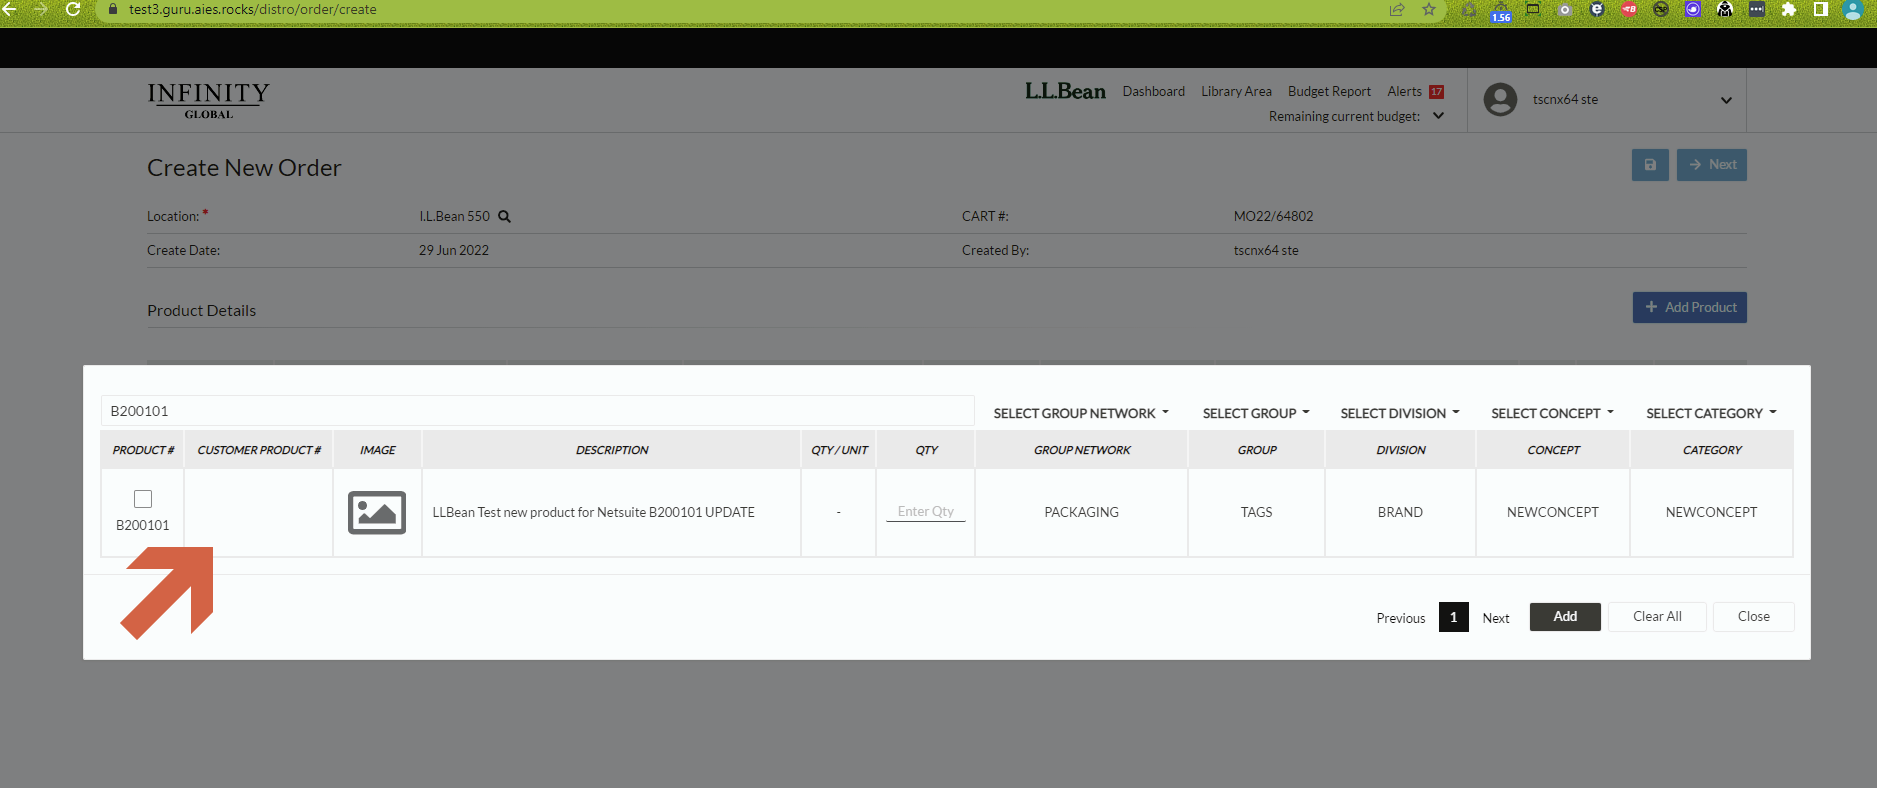 test3.guru.aies.rocks/distro/order/create
1.56
INFINITY
GLOBAL
L.L.Bean Dashboard Library Area Budget Report Alerts 17
Remaining current budget:
tscnx64 ste
Create New Order
Next
Location: * l.L.Bean 550 CART #: MO22/64802
Create Date: 29 Jun 2022 Created By: tscnx64 ste
Product Details
+ Add Product
B200101 SELECT GROUP NETWORK SELECT GROUP SELECT DIVISION SELECT CONCEPT SELECT CATEGORY
PRODUCT # CUSTOMER PRODUCT # IMAGE DESCRIPTION QTY / UNIT QTY GROUP NETWORK GROUP DIVISION CONCEPT CATEGORY
B200101 LLBean Test new product for Netsuite B200101 UPDATE - Enter Qty PACKAGING TAGS BRAND NEWCONCEPT NEWCONCEPT
Previous 1 Next Add Clear All Close